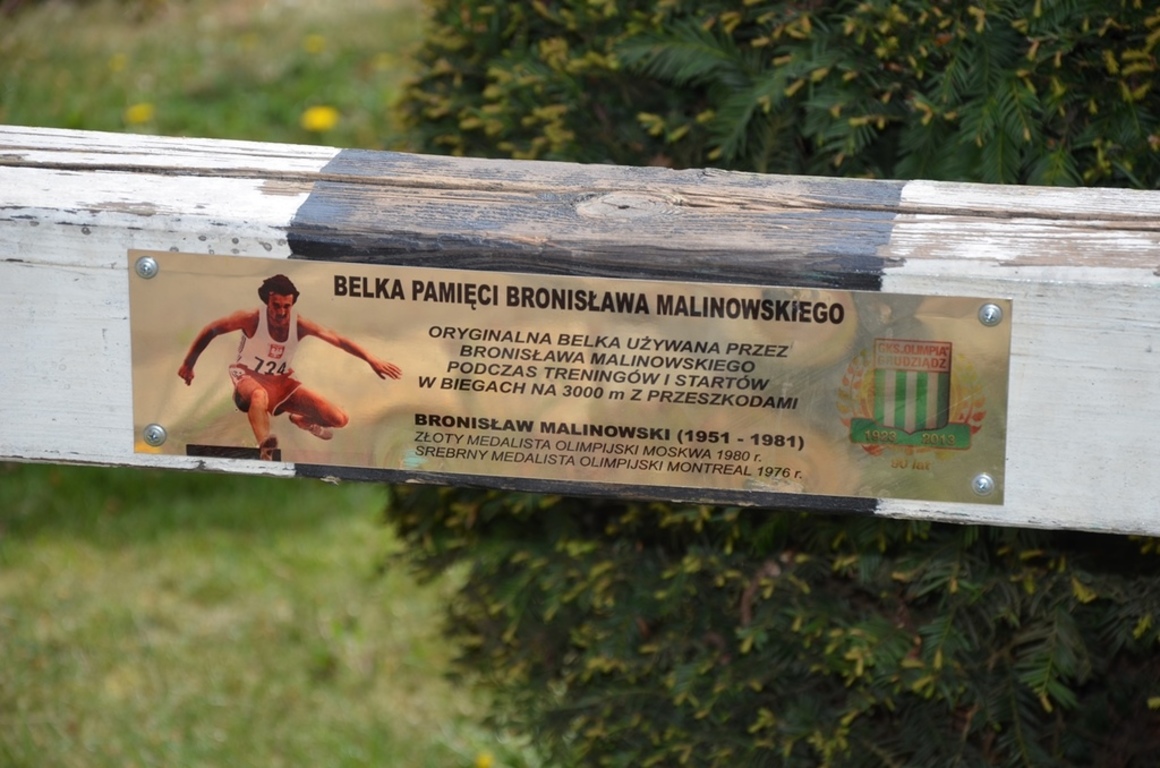 BELKA PAMIĘCI BRONISŁAWA MALINOWSKIEGO
ORYGINALNA BELKA UŻYWANA PRZEZ
BRONISŁAWA MALINOWSKIEGO
PODCZAS TRENINGÓW I STARTÓW
W BIEGACH NA 3000 m Z PRZESZKODAMI
BRONISŁAW MALINOWSKI (1951 - 1981)
ZŁOTY MEDALISTA OLIMPIJSKI MOSKWA 1980 r.
SREBRNY MEDALISTA OLIMPIJSKI MONTREAL 1976 r.
724
GKS „OLIMPIA”
GRUDZIĄDZ
1923 2013
90 lat